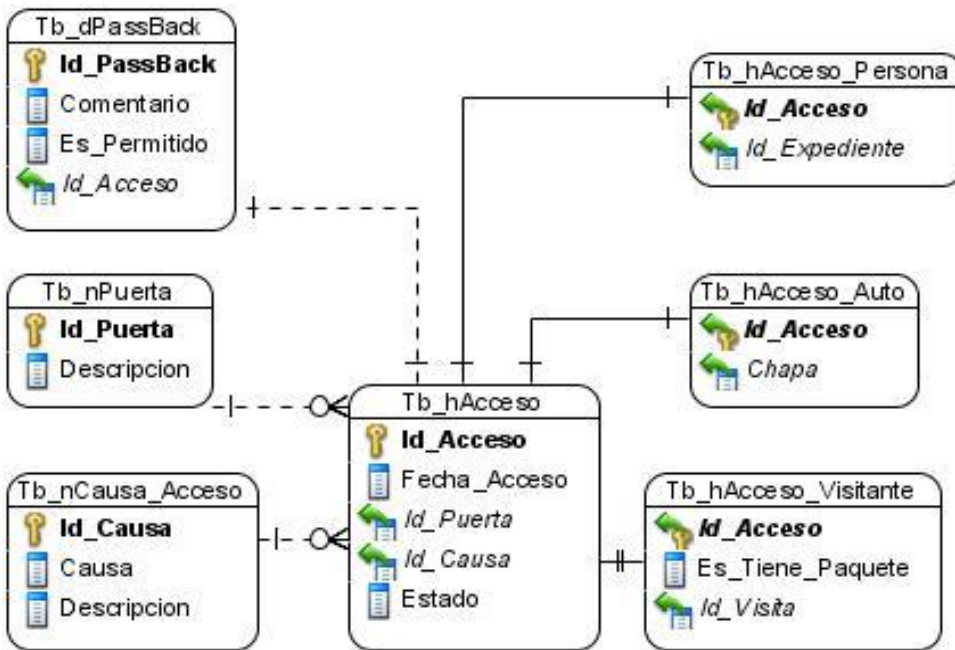 Tb_dPassBack
Id_PassBack
Comentario
Es_Permitido
Id_Acceso
Tb_nPuerta
Id_Puerta
Descripcion
Tb_nCausa_Acceso
Id_Causa
Causa
Descripcion
Tb_hAcceso
Id_Acceso
Fecha_Acceso
Id_Puerta
Id_Causa
Estado
Tb_hAcceso_Persona
Id_Acceso
Id_Expediente
Tb_hAcceso_Auto
Id_Acceso
Chapa
Tb_hAcceso_Visitante
Id_Acceso
Es_Tiene_Paquete
Id_Visita